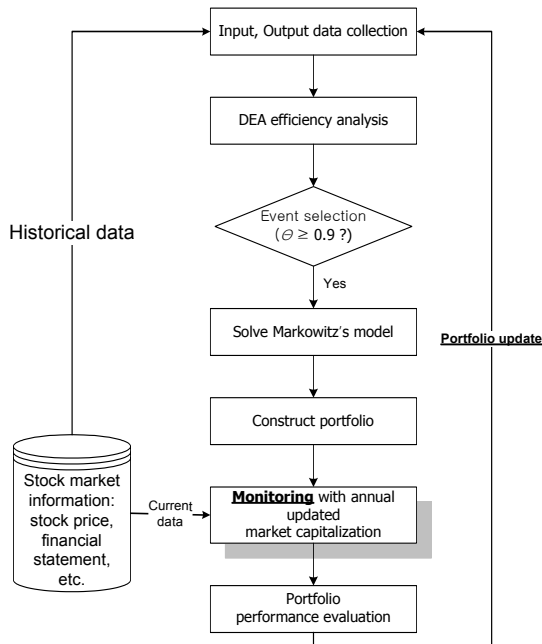 Input, Output data collection
DEA efficiency analysis
Event selection
(Θ ≥ 0.9 ?)
Historical data
Yes
Solve Markowitz's model
Portfolio update
Construct portfolio
Stock market
information:
stock price,
financial
statement,
etc.
Current
data
Monitoring with annual
updated
market capitalization
Portfolio
performance evaluation